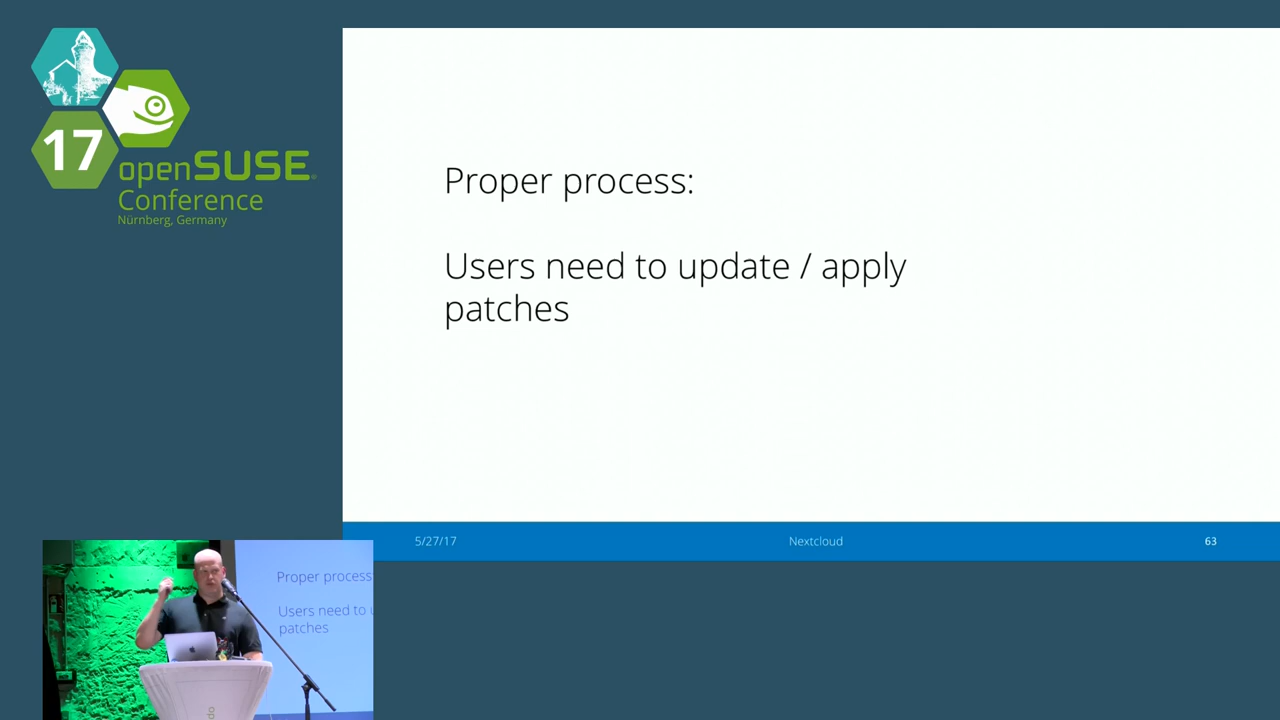 17
openSUSE
Conference
Nürnberg, Germany
Proper process:
Users need to update / apply
patches
5/27/17
Nextcloud
63
Proper process
Users need to u
patches
do